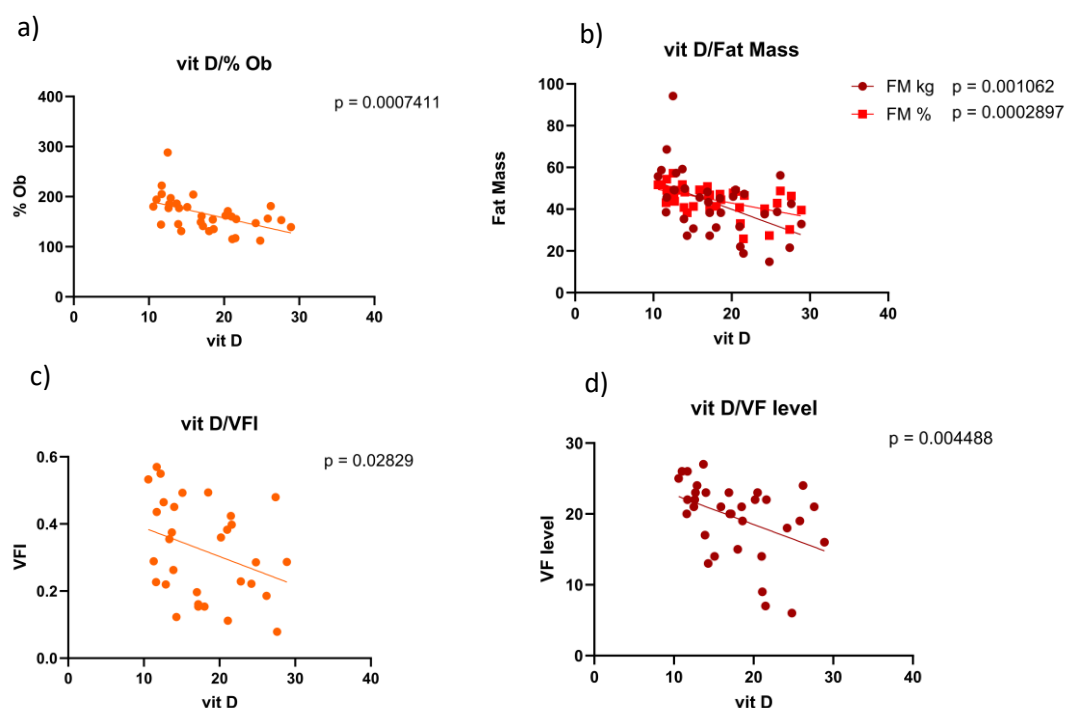 a)
vit D/% Ob
p = 0.0007411
400
300
200
100
0
% Ob
0 10 20 30 40
vit D
b)
vit D/Fat Mass
FM kg p = 0.001062
FM % p = 0.0002897
100
80
60
40
20
0
Fat Mass
0 10 20 30 40
vit D
c)
vit D/VFI
p = 0.02829
0.6
0.4
0.2
0.0
VFI
0 10 20 30 40
vit D
d)
vit D/VF level
p = 0.004488
30
20
10
0
VF level
0 10 20 30 40
vit D